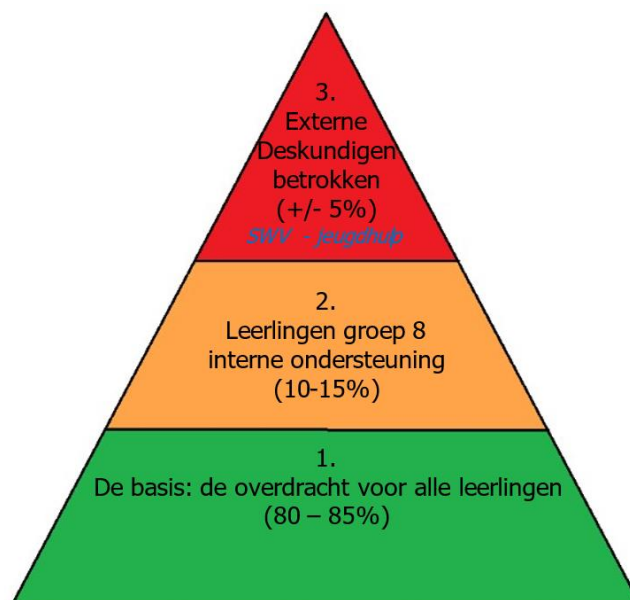 3.
Externe
Deskundigen
betrokken
(+/- 5%)
SWV - jeugdhulp
2.
Leerlingen groep 8
interne ondersteuning
(10-15%)
1.
De basis: de overdracht voor alle leerlingen
(80 – 85%)